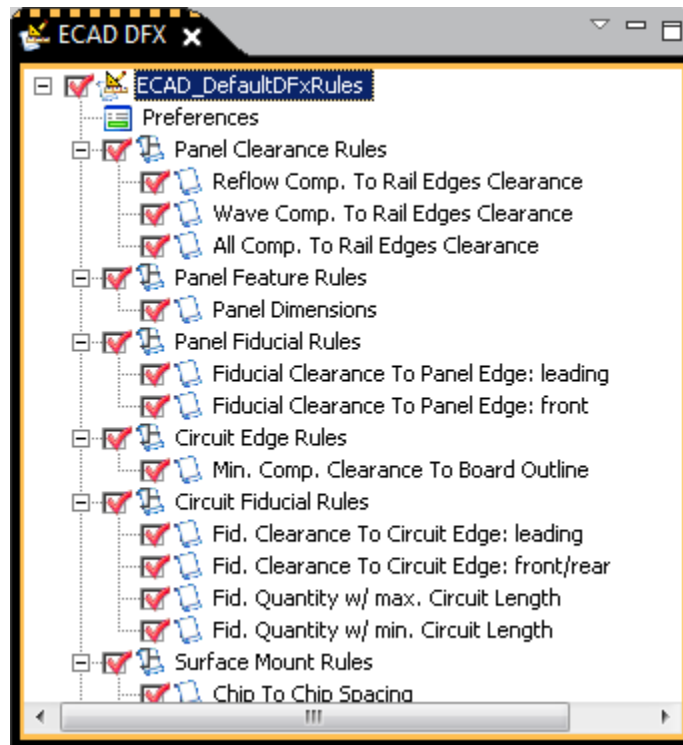 ECAD DFX
ECAD_DefaultDFxRules
Preferences
Panel Clearance Rules
Reflow Comp. To Rail Edges Clearance
Wave Comp. To Rail Edges Clearance
All Comp. To Rail Edges Clearance
Panel Feature Rules
Panel Dimensions
Panel Fiducial Rules
Fiducial Clearance To Panel Edge: leading
Fiducial Clearance To Panel Edge: front
Circuit Edge Rules
Min. Comp. Clearance To Board Outline
Circuit Fiducial Rules
Fid. Clearance To Circuit Edge: leading
Fid. Clearance To Circuit Edge: front/rear
Fid. Quantity w/ max. Circuit Length
Fid. Quantity w/ min. Circuit Length
Surface Mount Rules
Chip To Chip Spacing